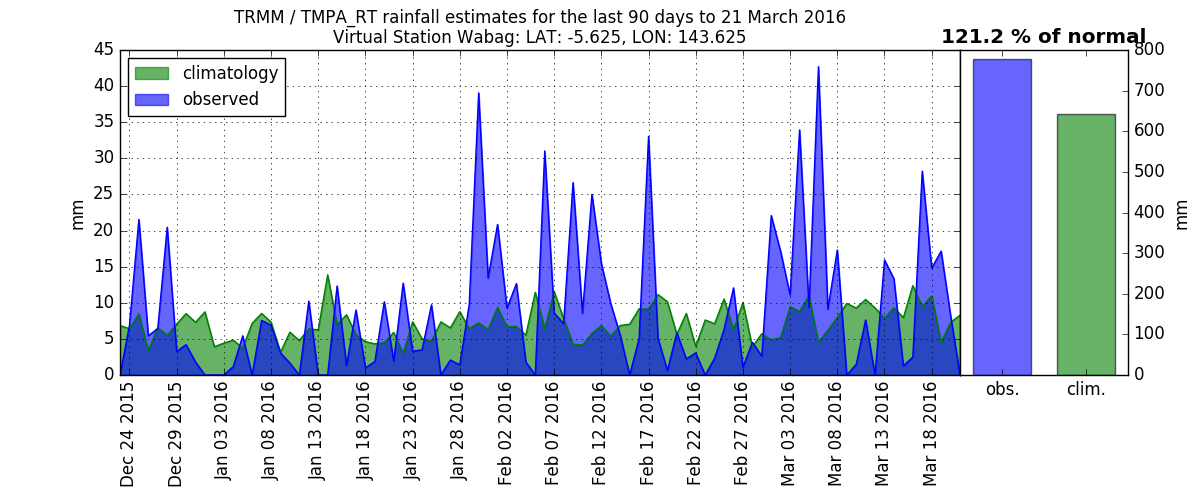 TRMM / TMPA_RT rainfall estimates for the last 90 days to 21 March 2016
Virtual Station Wabag: LAT: -5.625, LON: 143.625
121.2 % of normal
climatology
observed
45
40
35
30
25
20
15
10
5
0
mm
Dec 24 2015
Dec 29 2015
Jan 03 2016
Jan 08 2016
Jan 13 2016
Jan 18 2016
Jan 23 2016
Jan 28 2016
Feb 02 2016
Feb 07 2016
Feb 12 2016
Feb 17 2016
Feb 22 2016
Feb 27 2016
Mar 03 2016
Mar 08 2016
Mar 13 2016
Mar 18 2016
800
700
600
500
400
300
200
100
0
mm
obs.
clim.